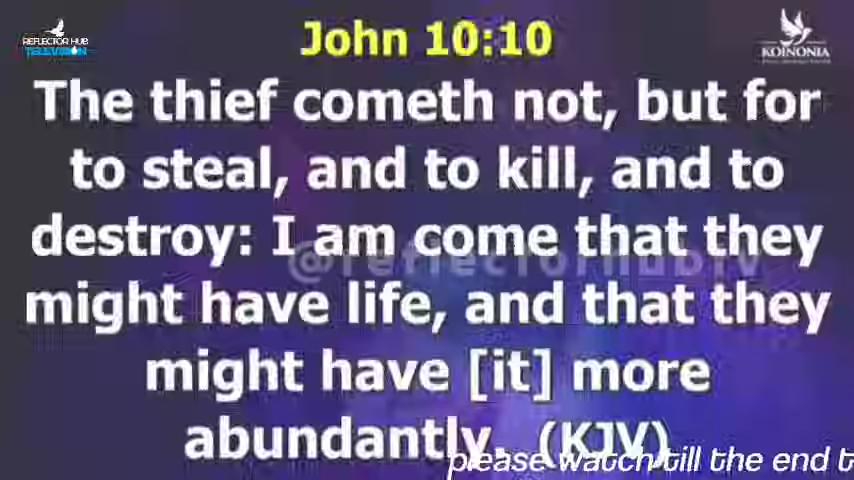 REFLECTOR HUB
TELEVISION
KOINONIA
John 10:10
The thief cometh not, but for
to steal, and to kill, and to
destroy: I am come that they
@reflectorhubtv
might have life, and that they
might have [it] more
abundantly. (KJV)
please watch till the end t